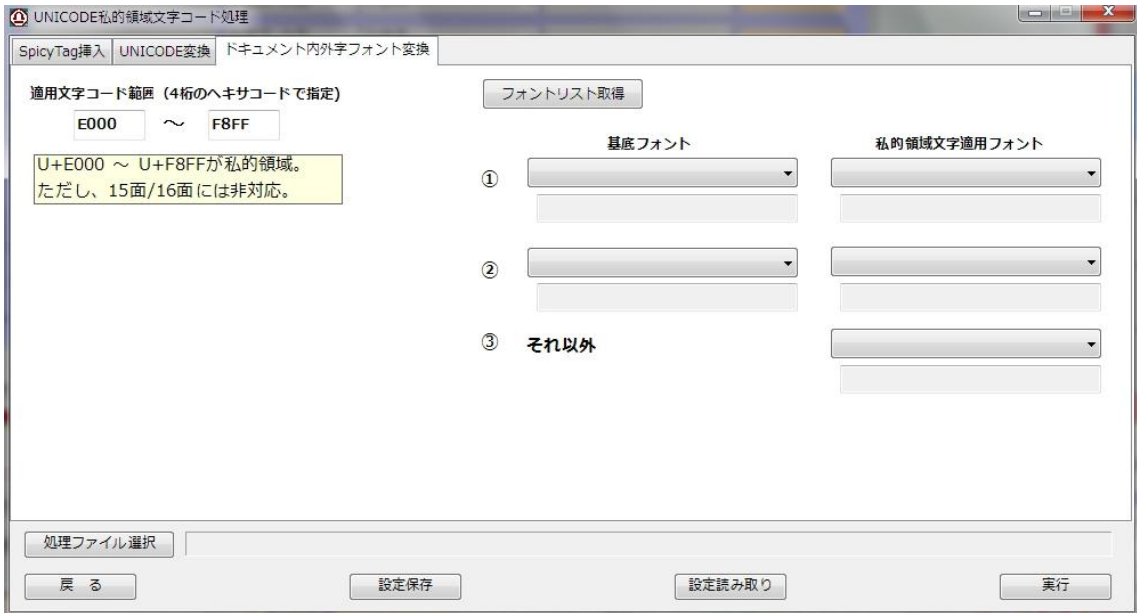 UNICODE私的領域文字コード処理
SpicyTag挿入 UNICODE変換 ドキュメント内外字フォント変換
適用文字コード範囲（4桁のヘキサコードで指定)
E000 ～ F8FF
U+E000 ～ U+F8FFが私的領域。
ただし、15面/16面には非対応。
フォントリスト取得
基底フォント 私的領域文字適用フォント
①
②
③ それ以外
処理ファイル選択
戻る 設定保存 設定読み取り 実行